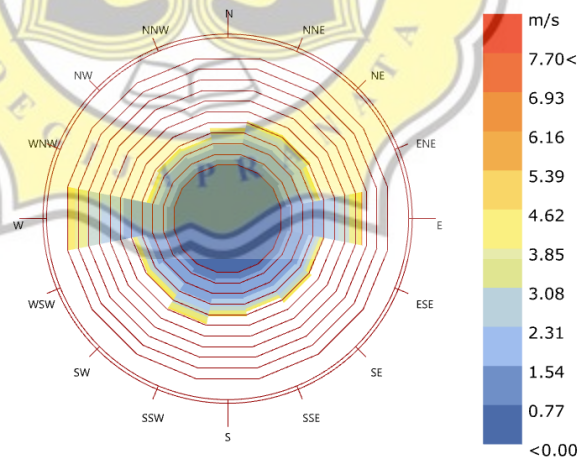 N
NNE
NE
ENE
E
ESE
SE
SSE
S
SSW
SW
WSW
W
WNW
NW
NNW
m/s
7.70<
6.93
6.16
5.39
4.62
3.85
3.08
2.31
1.54
0.77
<0.00